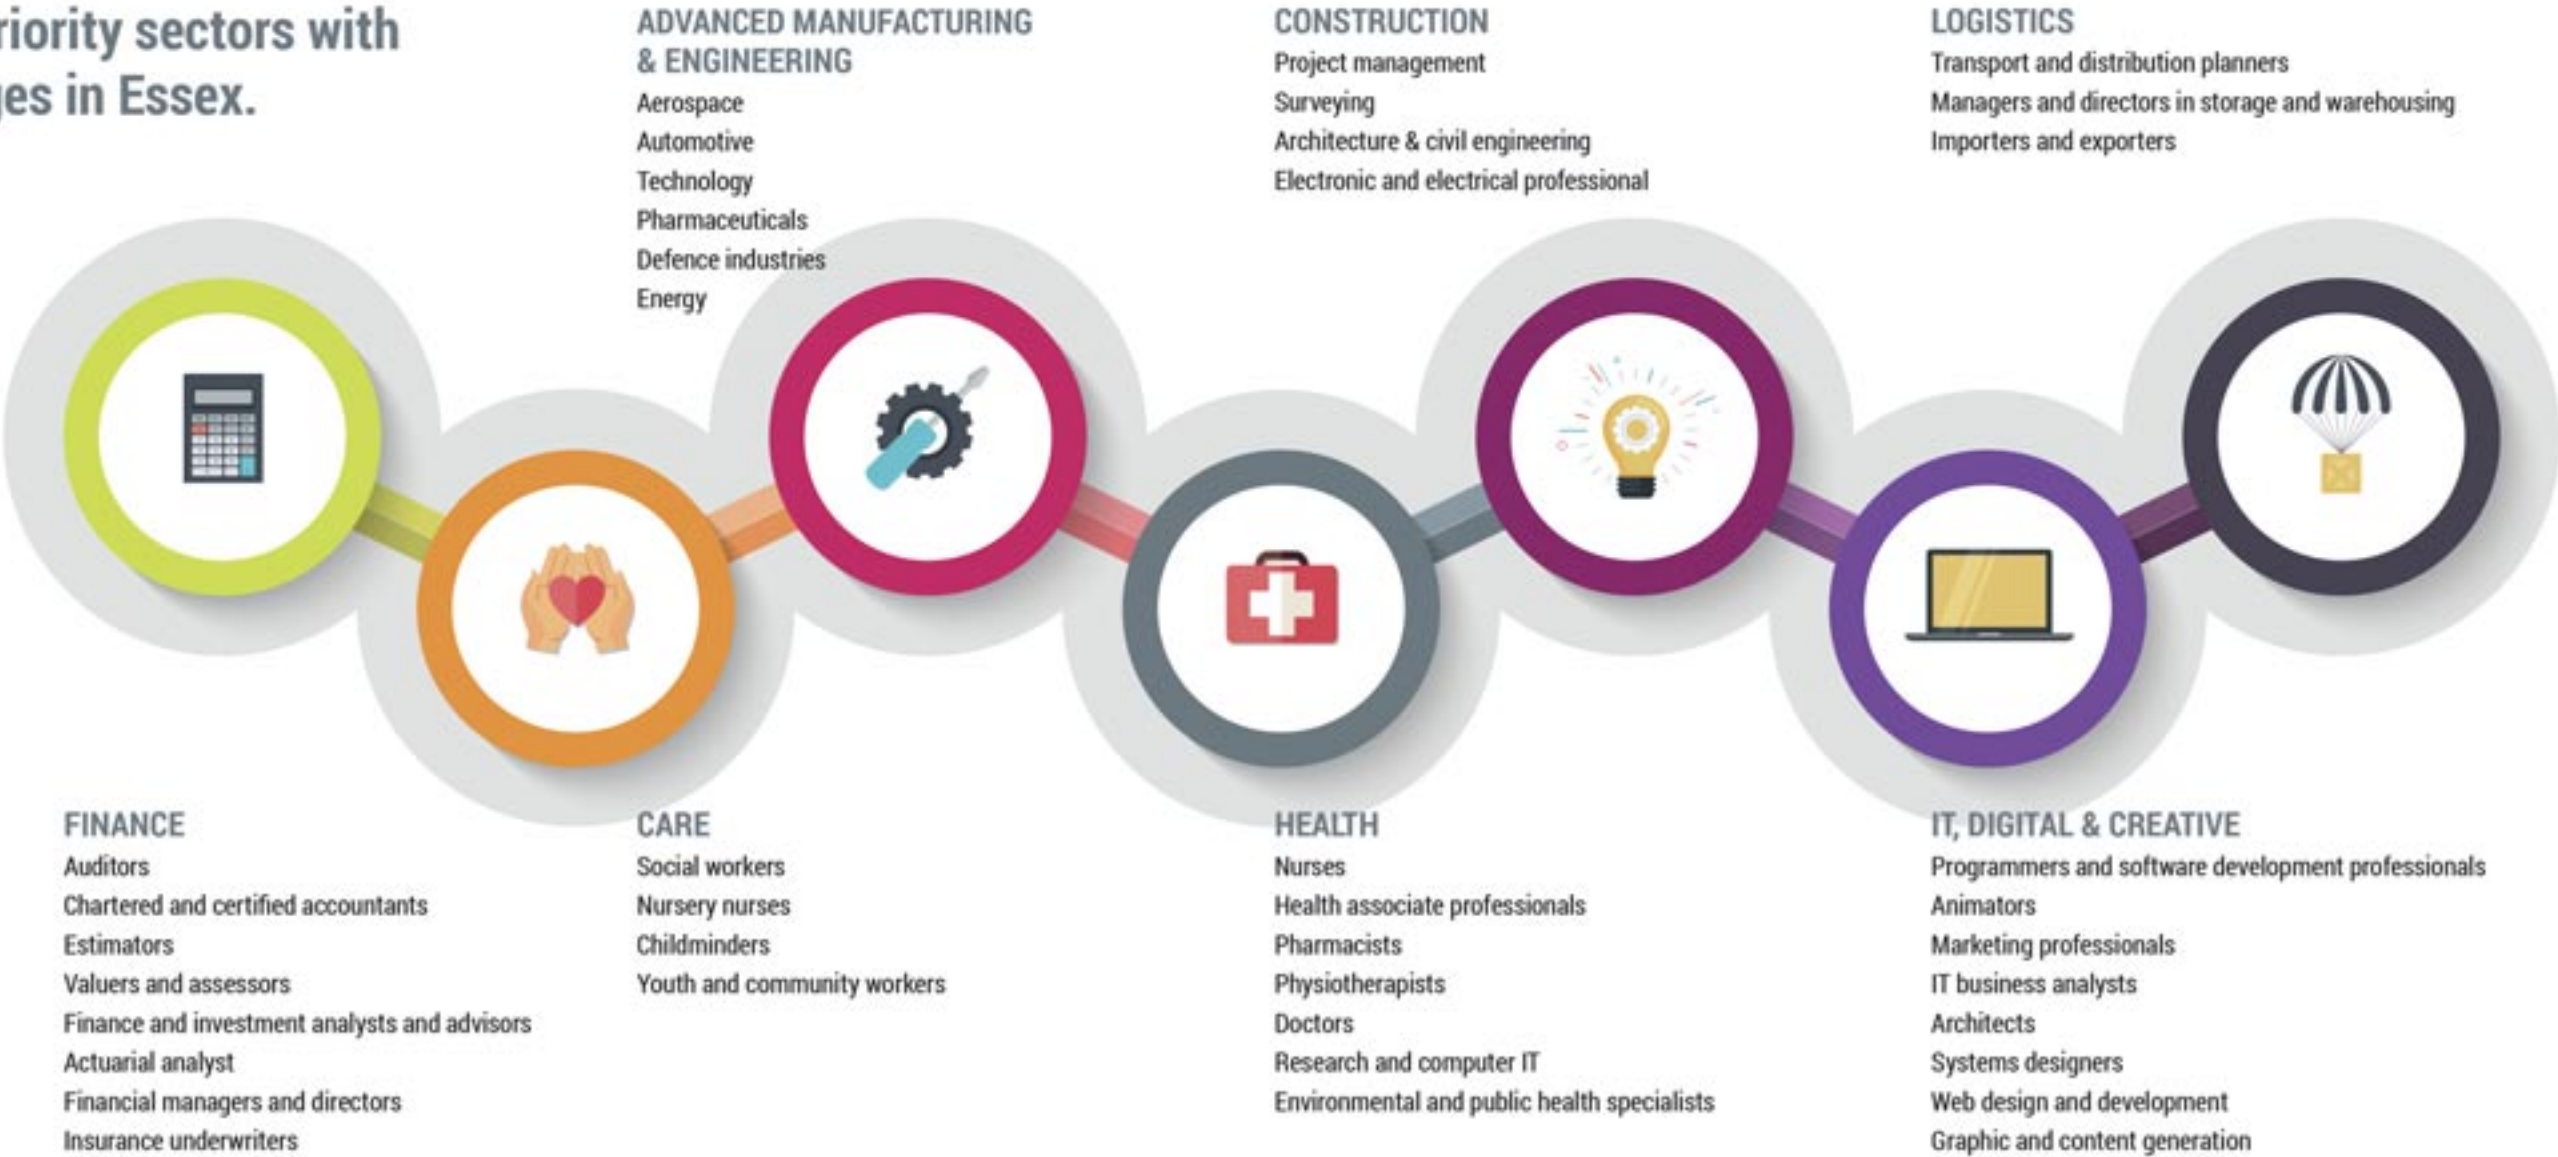 riority sectors with
ges in Essex.
ADVANCED MANUFACTURING
& ENGINEERING
Aerospace
Automotive
Technology
Pharmaceuticals
Defence industries
Energy
CONSTRUCTION
Project management
Surveying
Architecture & civil engineering
Electronic and electrical professional
LOGISTICS
Transport and distribution planners
Managers and directors in storage and warehousing
Importers and exporters
FINANCE
Auditors
Chartered and certified accountants
Estimators
Valuers and assessors
Finance and investment analysts and advisors
Actuarial analyst
Financial managers and directors
Insurance underwriters
CARE
Social workers
Nursery nurses
Childminders
Youth and community workers
HEALTH
Nurses
Health associate professionals
Pharmacists
Physiotherapists
Doctors
Research and computer IT
Environmental and public health specialists
IT, DIGITAL & CREATIVE
Programmers and software development professionals
Animators
Marketing professionals
IT business analysts
Architects
Systems designers
Web design and development
Graphic and content generation